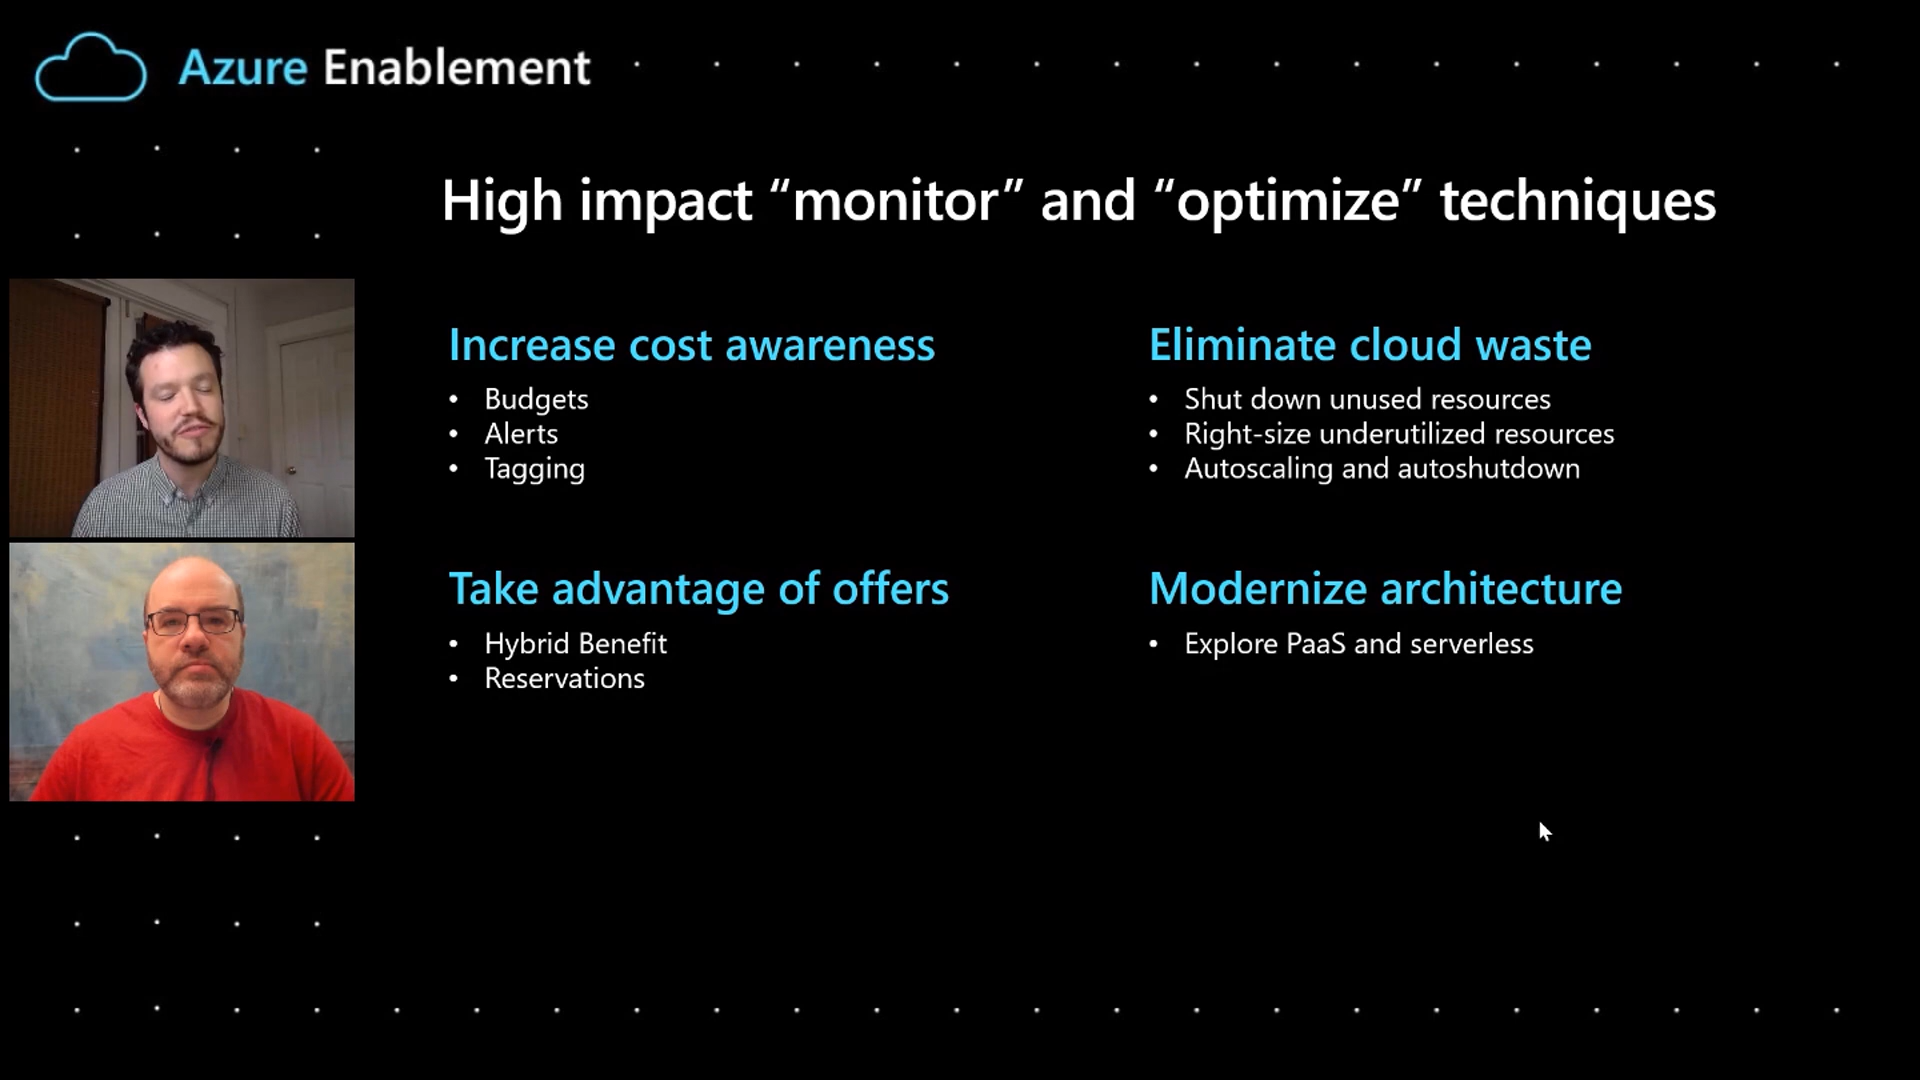 Azure Enablement
High impact “monitor” and “optimize” techniques
Increase cost awareness
• Budgets
• Alerts
• Tagging
Eliminate cloud waste
• Shut down unused resources
• Right-size underutilized resources
• Autoscaling and autoshutdown
Take advantage of offers
• Hybrid Benefit
• Reservations
Modernize architecture
• Explore PaaS and serverless